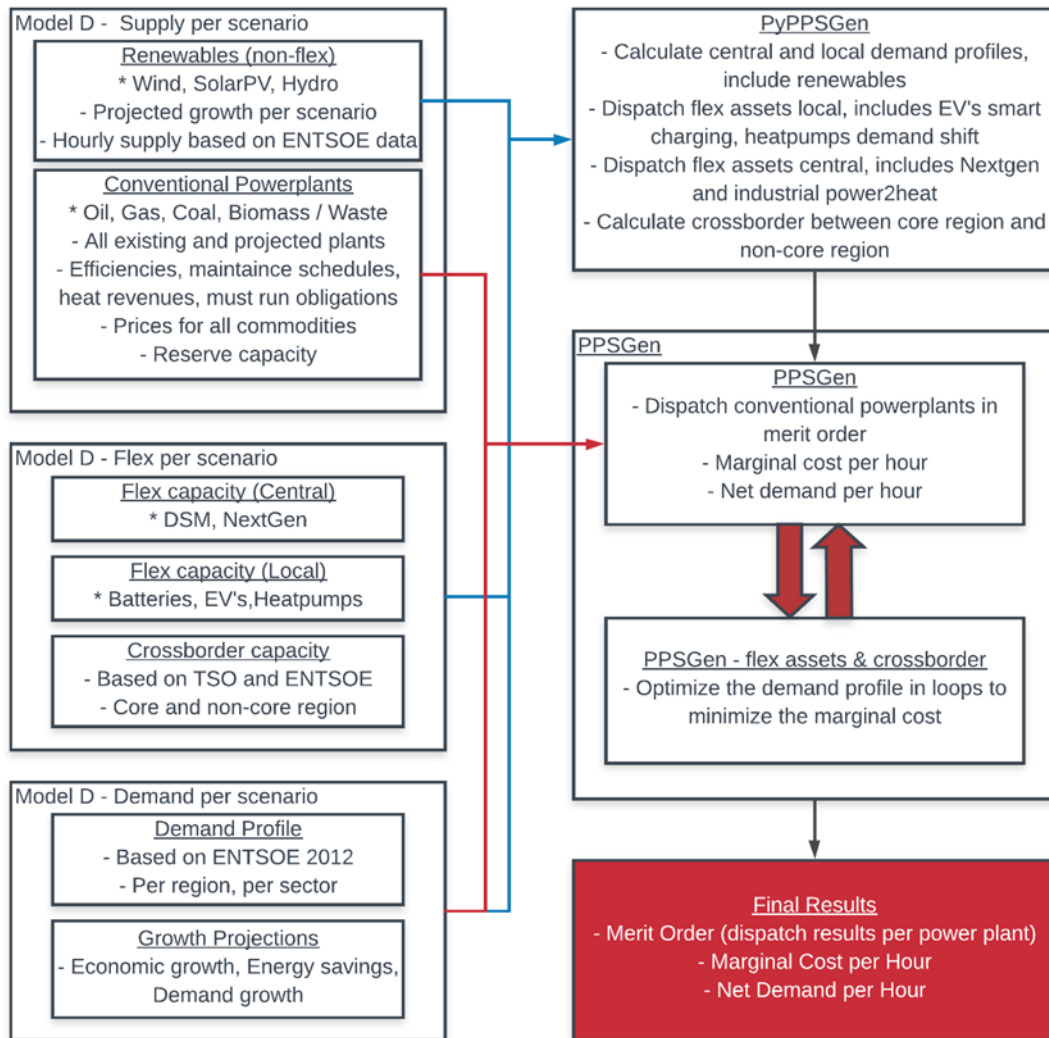 Model D - Supply per scenario
Renewables (non-flex)
* Wind, SolarPV, Hydro
- Projected growth per scenario
- Hourly supply based on ENTSOE data
Conventional Powerplants
* Oil, Gas, Coal, Biomass / Waste
- All existing and projected plants
- Efficiencies, maintaince schedules,
heat revenues, must run obligations
- Prices for all commodities
- Reserve capacity
Model D - Flex per scenario
Flex capacity (Central)
* DSM, NextGen
Flex capacity (Local)
* Batteries, EV's,Heatpumps
Crossborder capacity
- Based on TSO and ENTSOE
- Core and non-core region
Model D - Demand per scenario
Demand Profile
- Based on ENTSOE 2012
- Per region, per sector
Growth Projections
- Economic growth, Energy savings,
Demand growth
PyPPSGen
- Calculate central and local demand profiles,
include renewables
- Dispatch flex assets local, includes EV's smart
charging, heatpumps demand shift
- Dispatch flex assets central, includes Nextgen
and industrial power2heat
- Calculate crossborder between core region and
non-core region
PPSGen
PPSGen
- Dispatch conventional powerplants in
merit order
- Marginal cost per hour
- Net demand per hour
PPSGen - flex assets & crossborder
- Optimize the demand profile in loops to
minimize the marginal cost
Final Results
- Merit Order (dispatch results per power plant)
- Marginal Cost per Hour
- Net Demand per Hour